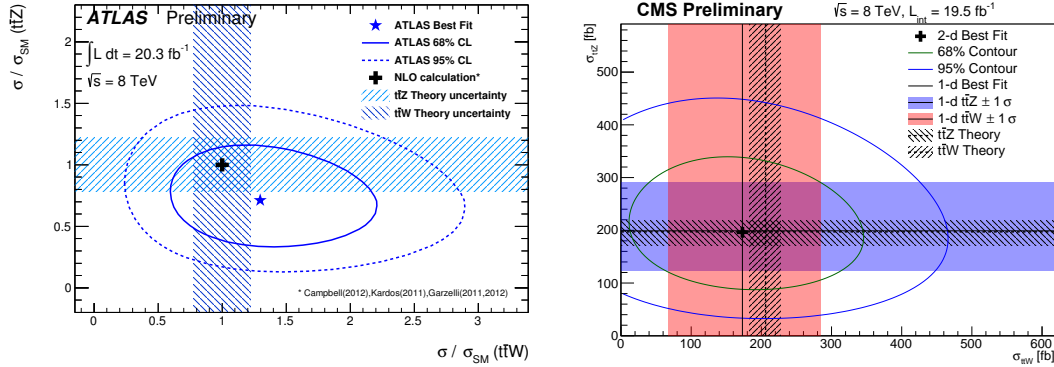 ATLAS Preliminary
∫L dt = 20.3 fb⁻¹
√s = 8 TeV
ATLAS Best Fit
ATLAS 68% CL
ATLAS 95% CL
NLO calculation*
tt̄Z Theory uncertainty
tt̄W Theory uncertainty
σ / σSM (tt̄Z)
2
1.5
1
0.5
0
* Campbell(2012),Kardos(2011),Garzelli(2011,2012)
0 0.5 1 1.5 2 2.5 3
σ / σSM (tt̄W)
CMS Preliminary
√s = 8 TeV, Lint = 19.5 fb⁻¹
2-d Best Fit
68% Contour
95% Contour
1-d Best Fit
1-d tt̄Z ± 1 σ
1-d tt̄W ± 1 σ
tt̄Z Theory
tt̄W Theory
σtt̄Z [fb]
500
400
300
200
100
0
0 100 200 300 400 500 600
σtt̄W [fb]